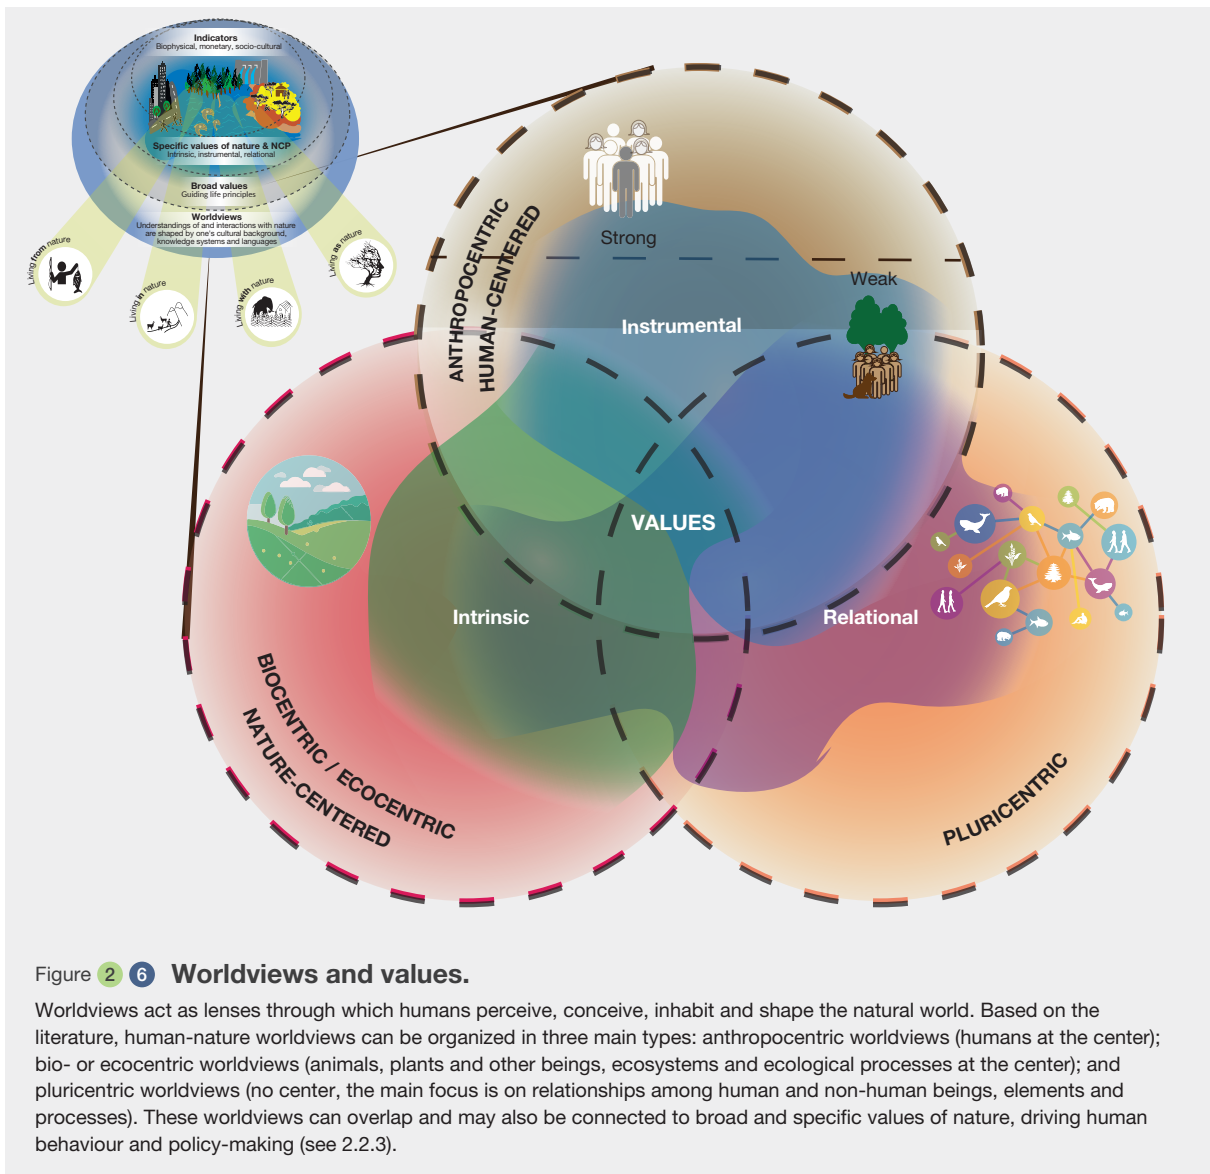 Indicators
Biophysical, monetary, socio-cultural
Specific values of nature & NCP
Intrinsic, instrumental, relational
Broad values
Guiding life principles
Worldviews
Understandings of and interactions with nature
are shaped by one's cultural background,
knowledge systems and languages
Living from nature
Living in nature
Living with nature
Living as nature
ANTHROPOCENTRIC
HUMAN-CENTERED
Strong
Weak
Instrumental
VALUES
Intrinsic
Relational
BIOCENTRIC / ECOCENTRIC
NATURE-CENTERED
PLURICENTRIC
Figure 2 6 Worldviews and values.
Worldviews act as lenses through which humans perceive, conceive, inhabit and shape the natural world. Based on the
literature, human-nature worldviews can be organized in three main types: anthropocentric worldviews (humans at the center);
bio- or ecocentric worldviews (animals, plants and other beings, ecosystems and ecological processes at the center); and
pluricentric worldviews (no center, the main focus is on relationships among human and non-human beings, elements and
processes). These worldviews can overlap and may also be connected to broad and specific values of nature, driving human
behaviour and policy-making (see 2.2.3).